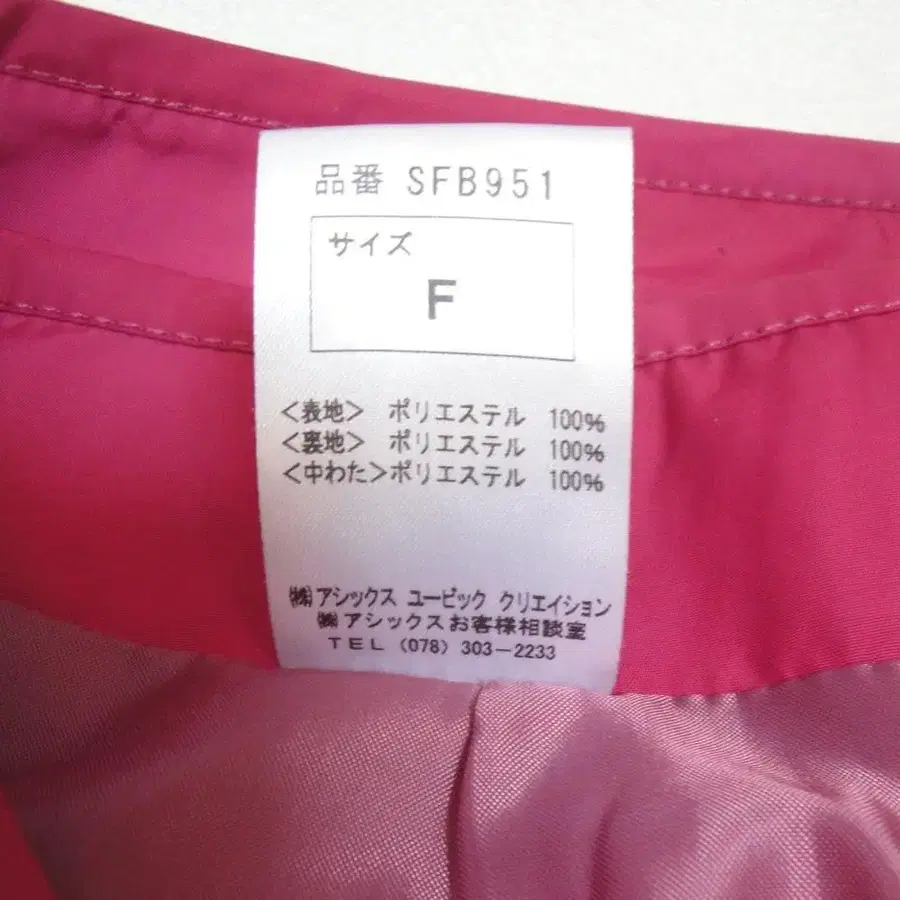 品番 SFB951
サイズ
F
<表地> ポリエステル 100%
<裏地> ポリエステル 100%
<中わた>ポリエステル 100%
㈱アシックス ユービック クリエイション
㈱アシックスお客様相談室
TEL (078) 303-2233